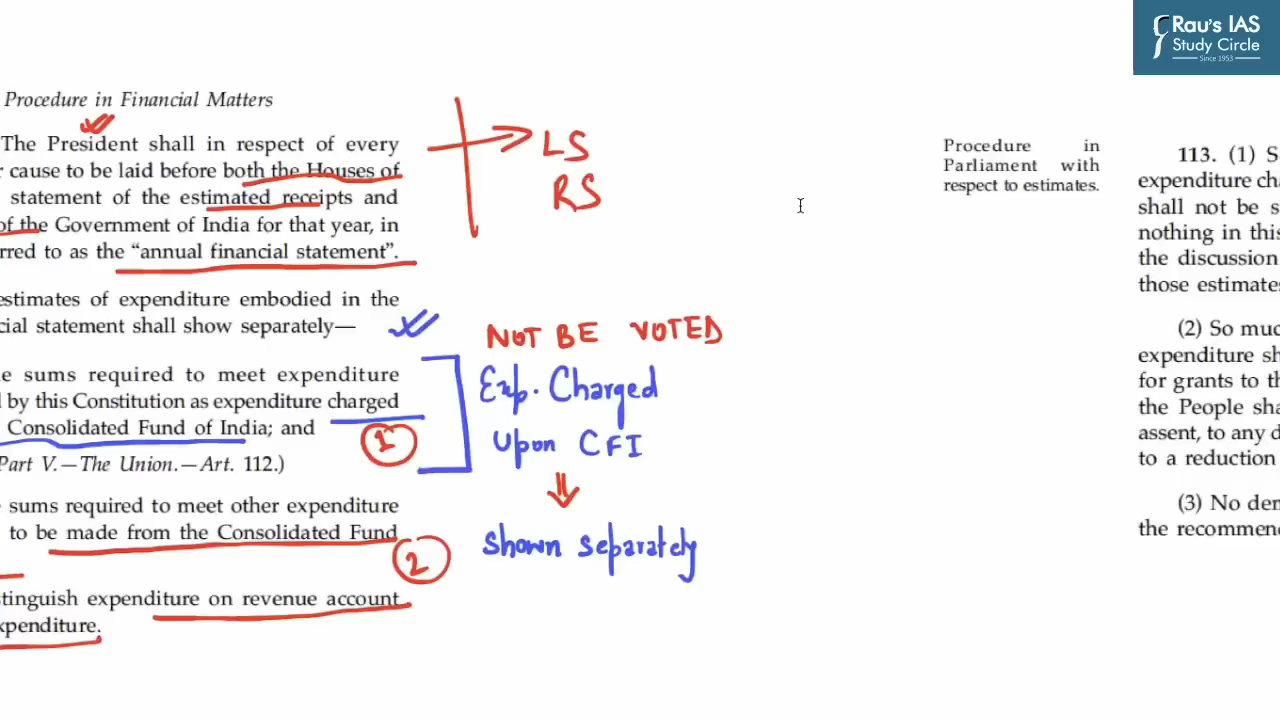 Rau's IAS
Study Circle
Since 1953
Procedure in Financial Matters
The President shall in respect of every
r cause to be laid before both the Houses of
statement of the estimated receipts and
of the Government of India for that year, in
rred to as the “annual financial statement”.
LS
RS
estimates of expenditure embodied in the
cial statement shall show separately—
e sums required to meet expenditure
d by this Constitution as expenditure charged
Consolidated Fund of India; and
1
Part V.—The Union.—Art. 112.)
sums required to meet other expenditure
to be made from the Consolidated Fund
2
stinguish expenditure on revenue account
xpenditure.
NOT BE VOTED
Exp. Charged
Upon CFI
Shown separately
Procedure in
Parliament with
respect to estimates.
113. (1) S
expenditure cha
shall not be s
nothing in this
the discussion
those estimates
(2) So muc
expenditure sh
for grants to th
the People sha
assent, to any d
to a reduction
(3) No den
the recommen